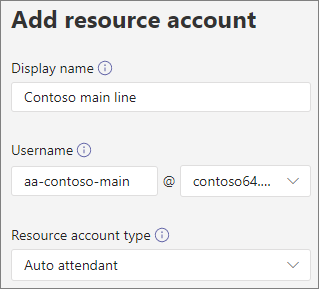 Add resource account
Display name
Contoso main line
Username
aa-contoso-main @ contoso64....
Resource account type
Auto attendant